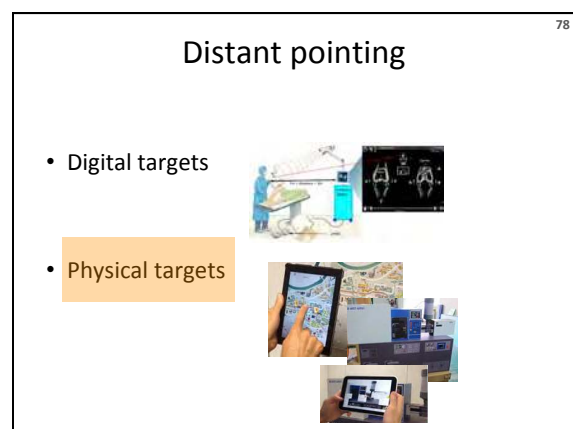 78
Distant pointing
• Digital targets
• Physical targets